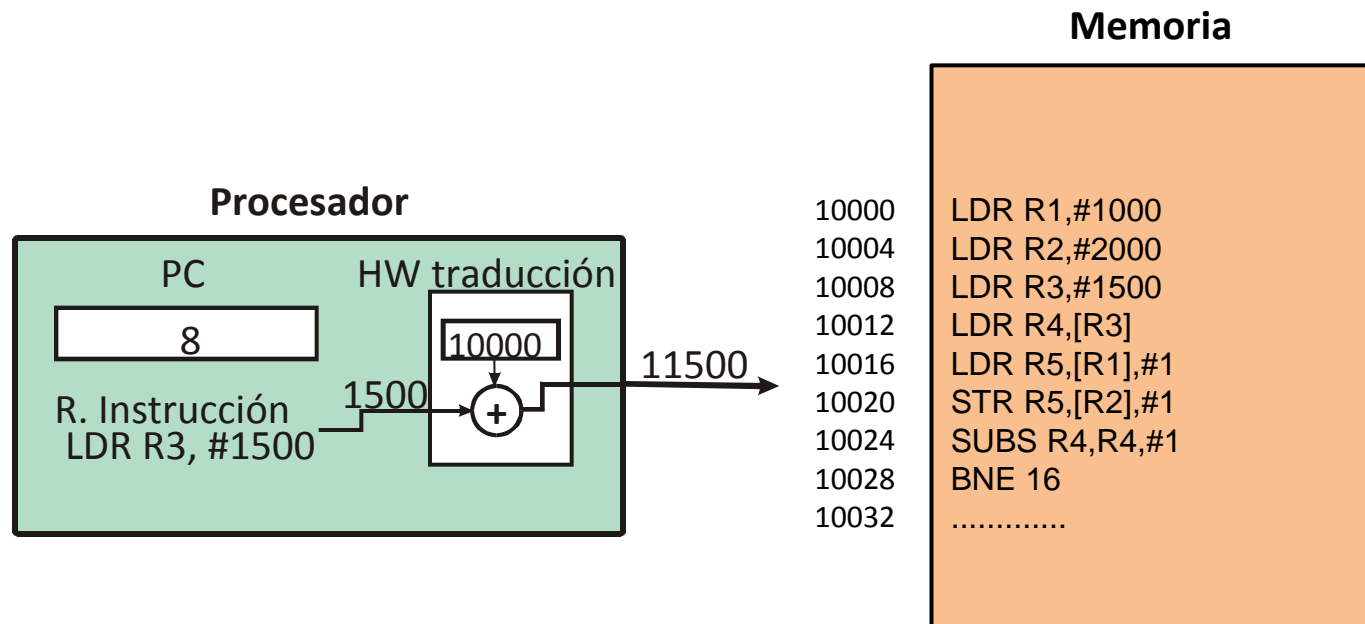 Memoria
Procesador
PC
HW traducción
8
10000
R. Instrucción
LDR R3, #1500
1500
+
11500
10000 LDR R1,#1000
10004 LDR R2,#2000
10008 LDR R3,#1500
10012 LDR R4,[R3]
10016 LDR R5,[R1],#1
10020 STR R5,[R2],#1
10024 SUBS R4,R4,#1
10028 BNE 16
10032 .............